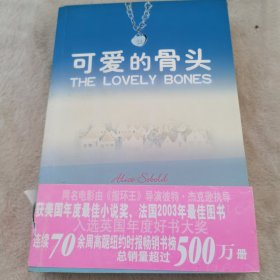 可爱的骨头
THE LOVELY BONES
Alice Sebold
同名电影由《指环王》导演彼特·杰克逊执导
获美国年度最佳小说奖、法国2003年最佳图书
入选英国年度好书大奖
连续70余周高踞纽约时报畅销书榜
总销量超过500万册